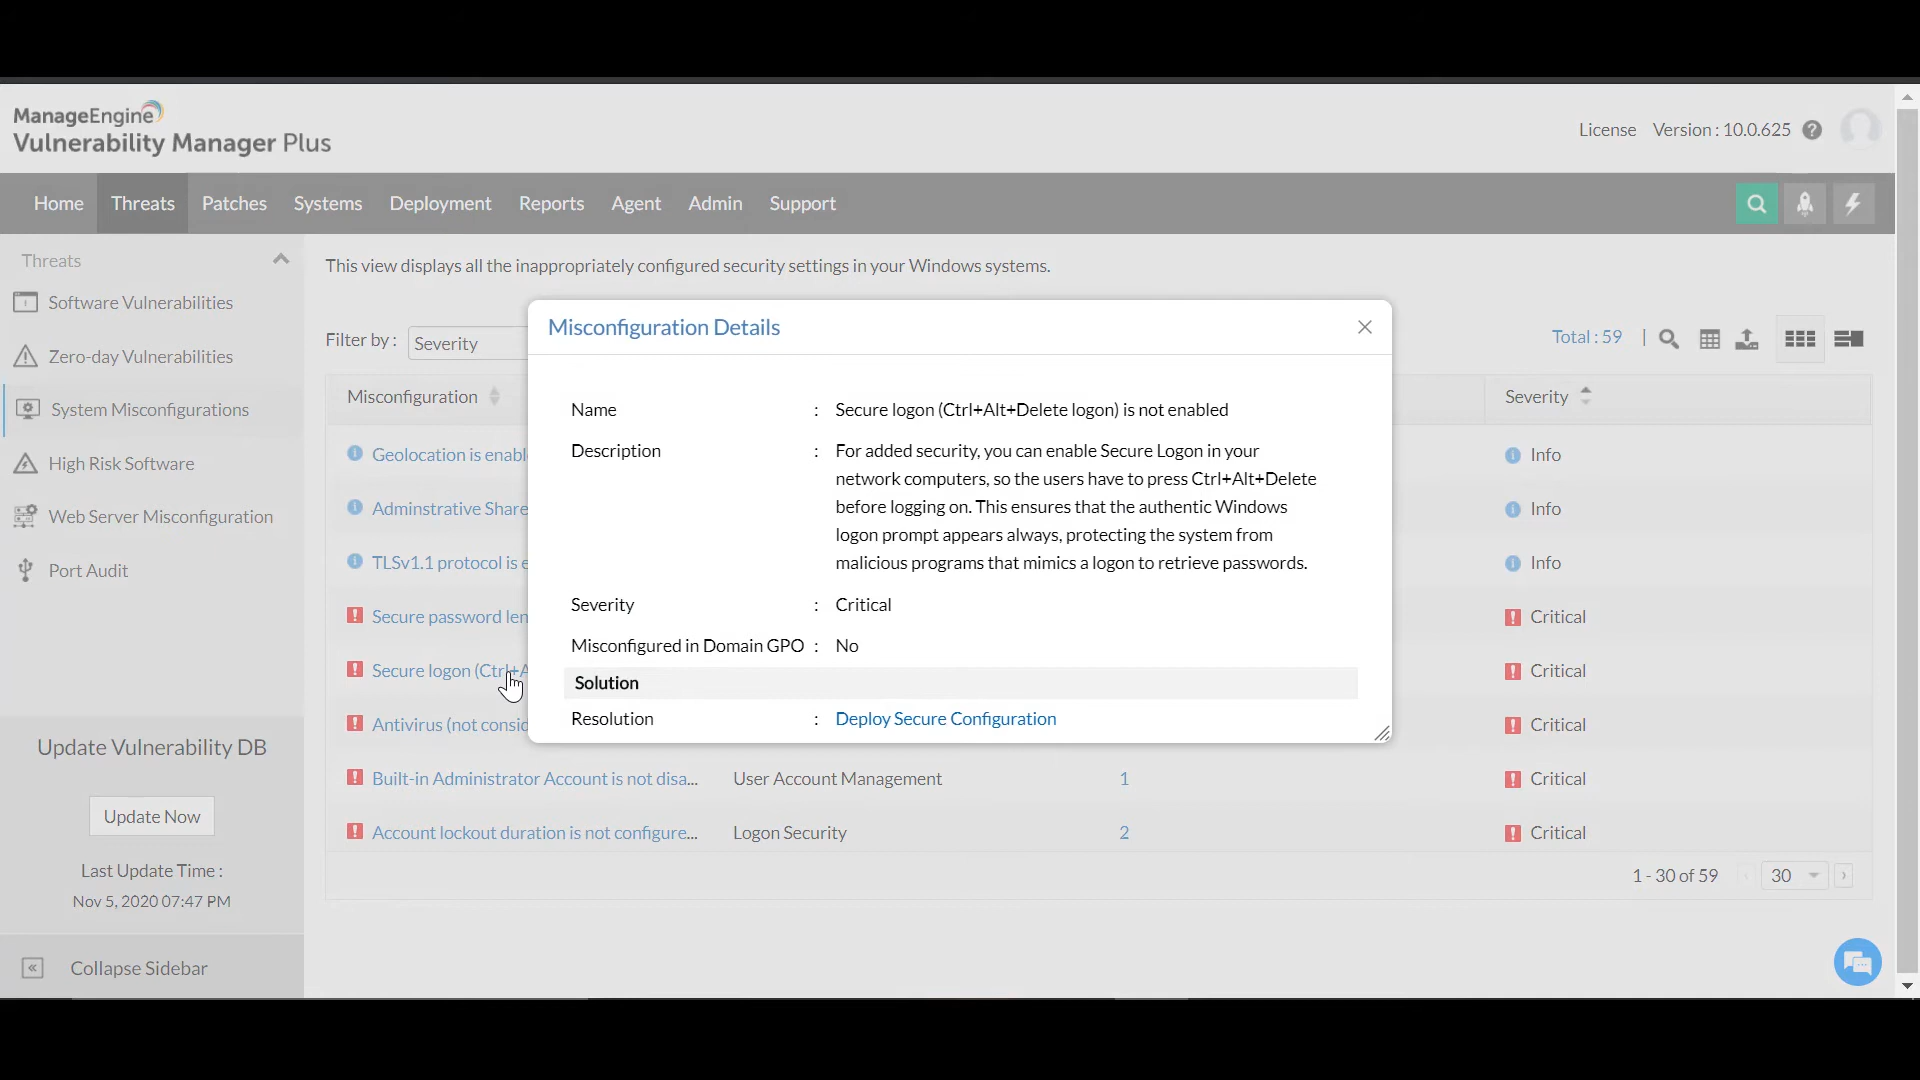 ManageEngine
Vulnerability Manager Plus
License Version : 10.0.625
Home Threats Patches Systems Deployment Reports Agent Admin Support
Threats
Software Vulnerabilities
Zero-day Vulnerabilities
System Misconfigurations
High Risk Software
Web Server Misconfiguration
Port Audit
Update Vulnerability DB
Update Now
Last Update Time :
Nov 5, 2020 07:47 PM
Collapse Sidebar
This view displays all the inappropriately configured security settings in your Windows systems.
Filter by : Severity
Total : 59
Misconfiguration Severity
Geolocation is enabl Info
Adminstrative Share Info
TLSv1.1 protocol is e Info
Secure password len Critical
Secure logon (Ctrl+A Critical
Antivirus (not consid Critical
Built-in Administrator Account is not disa... User Account Management 1 Critical
Account lockout duration is not configure... Logon Security 2 Critical
1 - 30 of 59 30
Misconfiguration Details
Name : Secure logon (Ctrl+Alt+Delete logon) is not enabled
Description : For added security, you can enable Secure Logon in your
network computers, so the users have to press Ctrl+Alt+Delete
before logging on. This ensures that the authentic Windows
logon prompt appears always, protecting the system from
malicious programs that mimics a logon to retrieve passwords.
Severity : Critical
Misconfigured in Domain GPO : No
Solution
Resolution : Deploy Secure Configuration